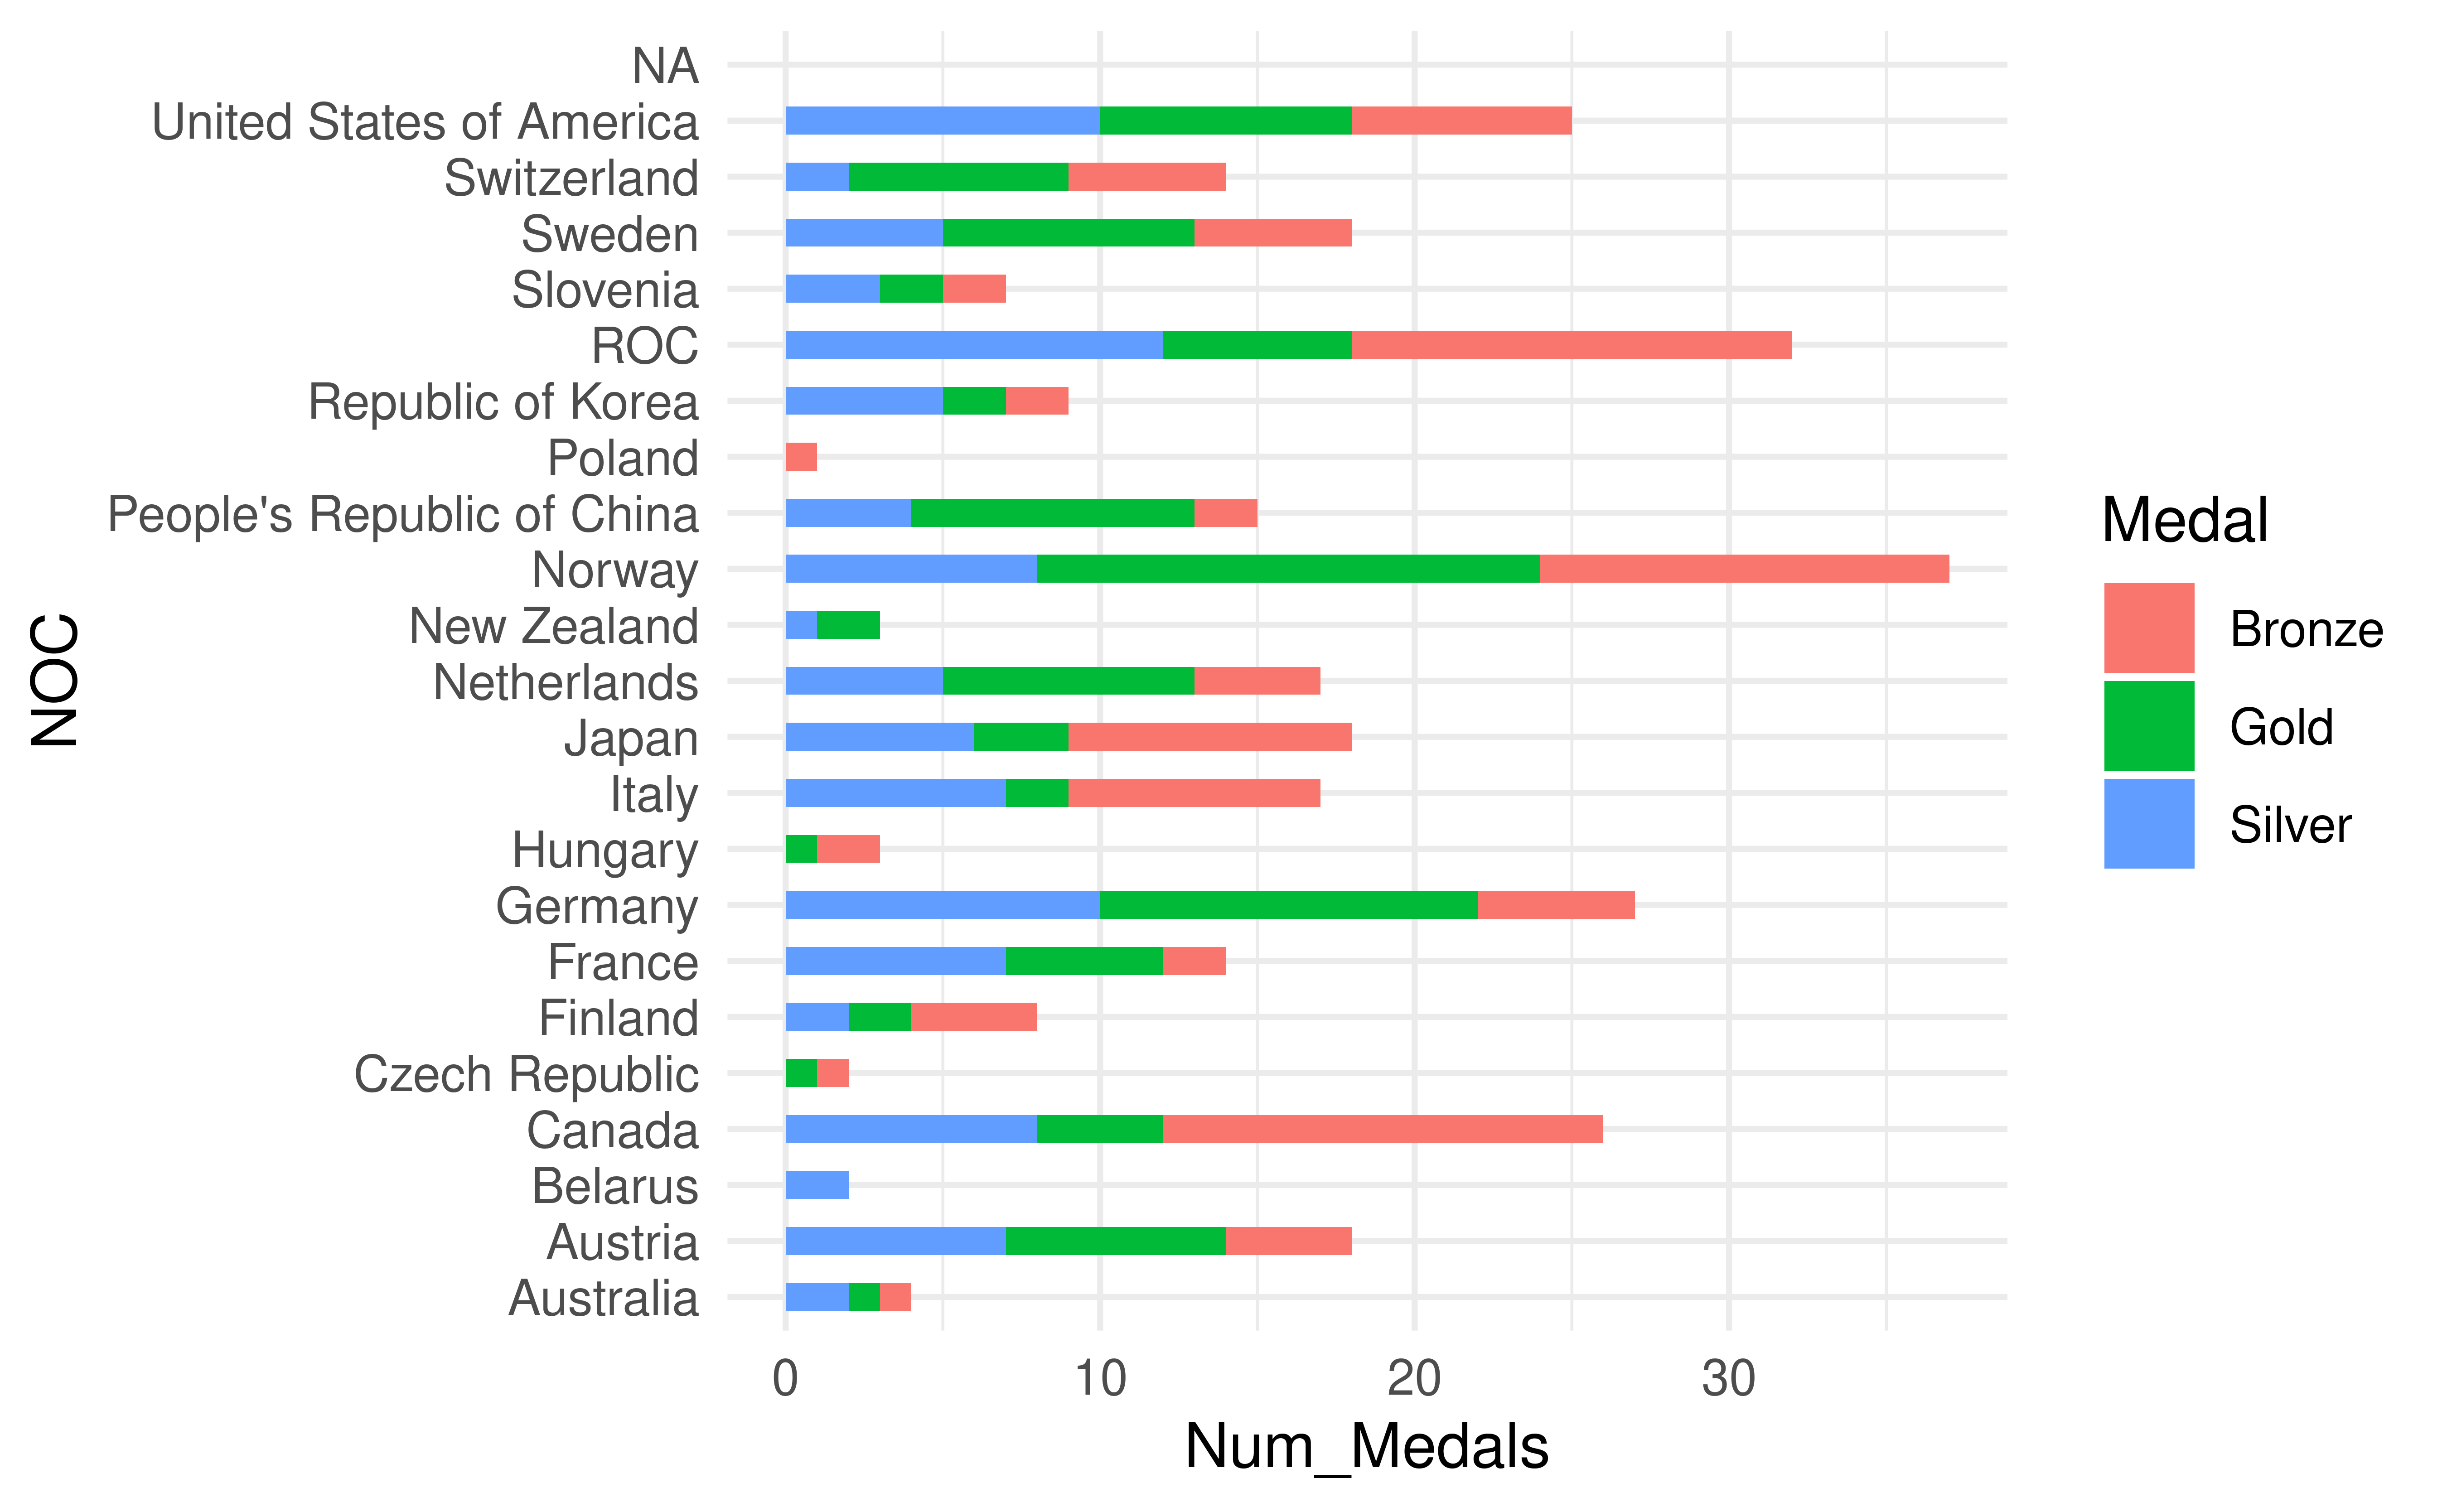 NA
United States of America
Switzerland
Sweden
Slovenia
ROC
Republic of Korea
Poland
People's Republic of China
Norway
New Zealand
Netherlands
Japan
Italy
Hungary
Germany
France
Finland
Czech Republic
Canada
Belarus
Austria
Australia
NOC
0 10 20 30
Num_Medals
Medal
Bronze
Gold
Silver